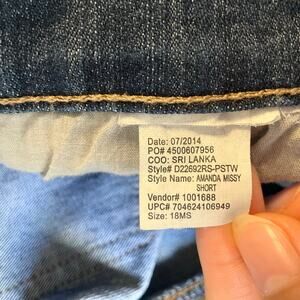 Date: 07/2014
PO# 4500607956
COO: SRI LANKA
Style# D22692RS-PSTW
Style Name: AMANDA MISSY
SHORT
Vendor# 1001688
UPC# 704624106949
Size: 18MS